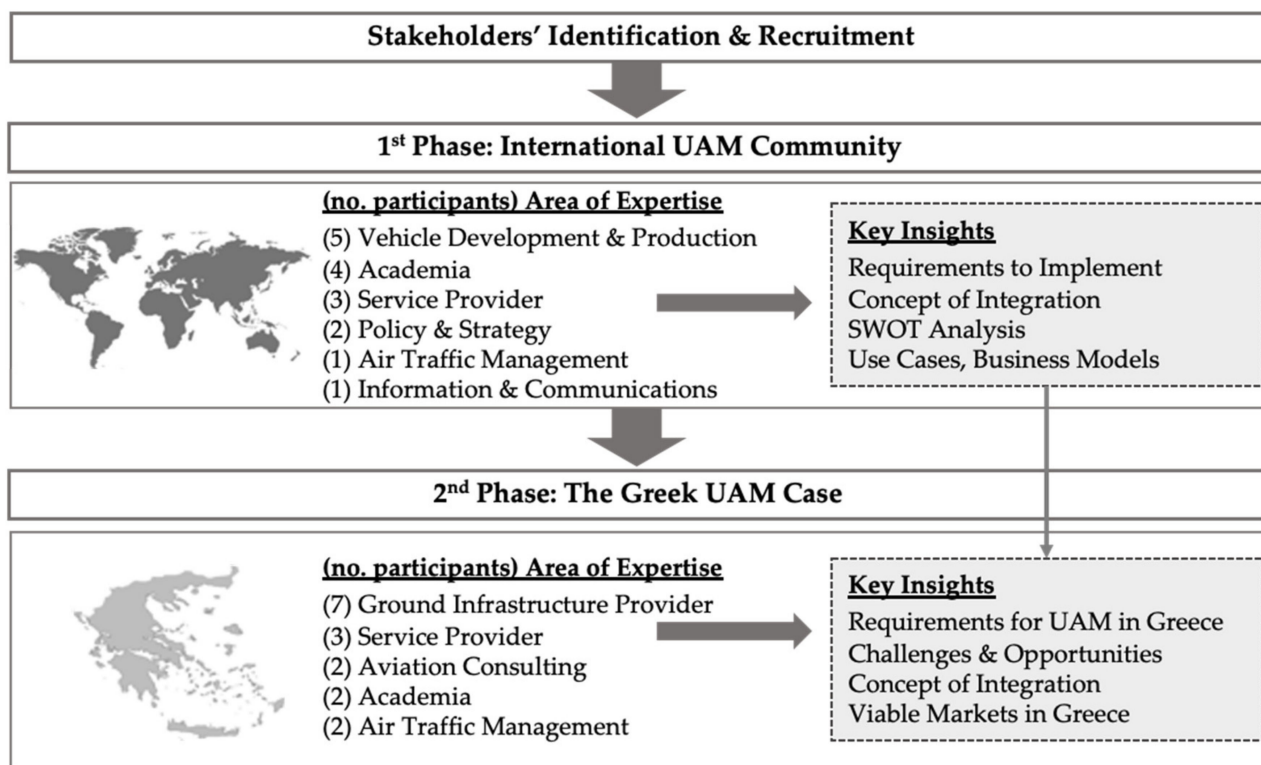 Stakeholders’ Identification & Recruitment
1st Phase: International UAM Community
(no. participants) Area of Expertise
(5) Vehicle Development & Production
(4) Academia
(3) Service Provider
(2) Policy & Strategy
(1) Air Traffic Management
(1) Information & Communications
Key Insights
Requirements to Implement
Concept of Integration
SWOT Analysis
Use Cases, Business Models
2nd Phase: The Greek UAM Case
(no. participants) Area of Expertise
(7) Ground Infrastructure Provider
(3) Service Provider
(2) Aviation Consulting
(2) Academia
(2) Air Traffic Management
Key Insights
Requirements for UAM in Greece
Challenges & Opportunities
Concept of Integration
Viable Markets in Greece